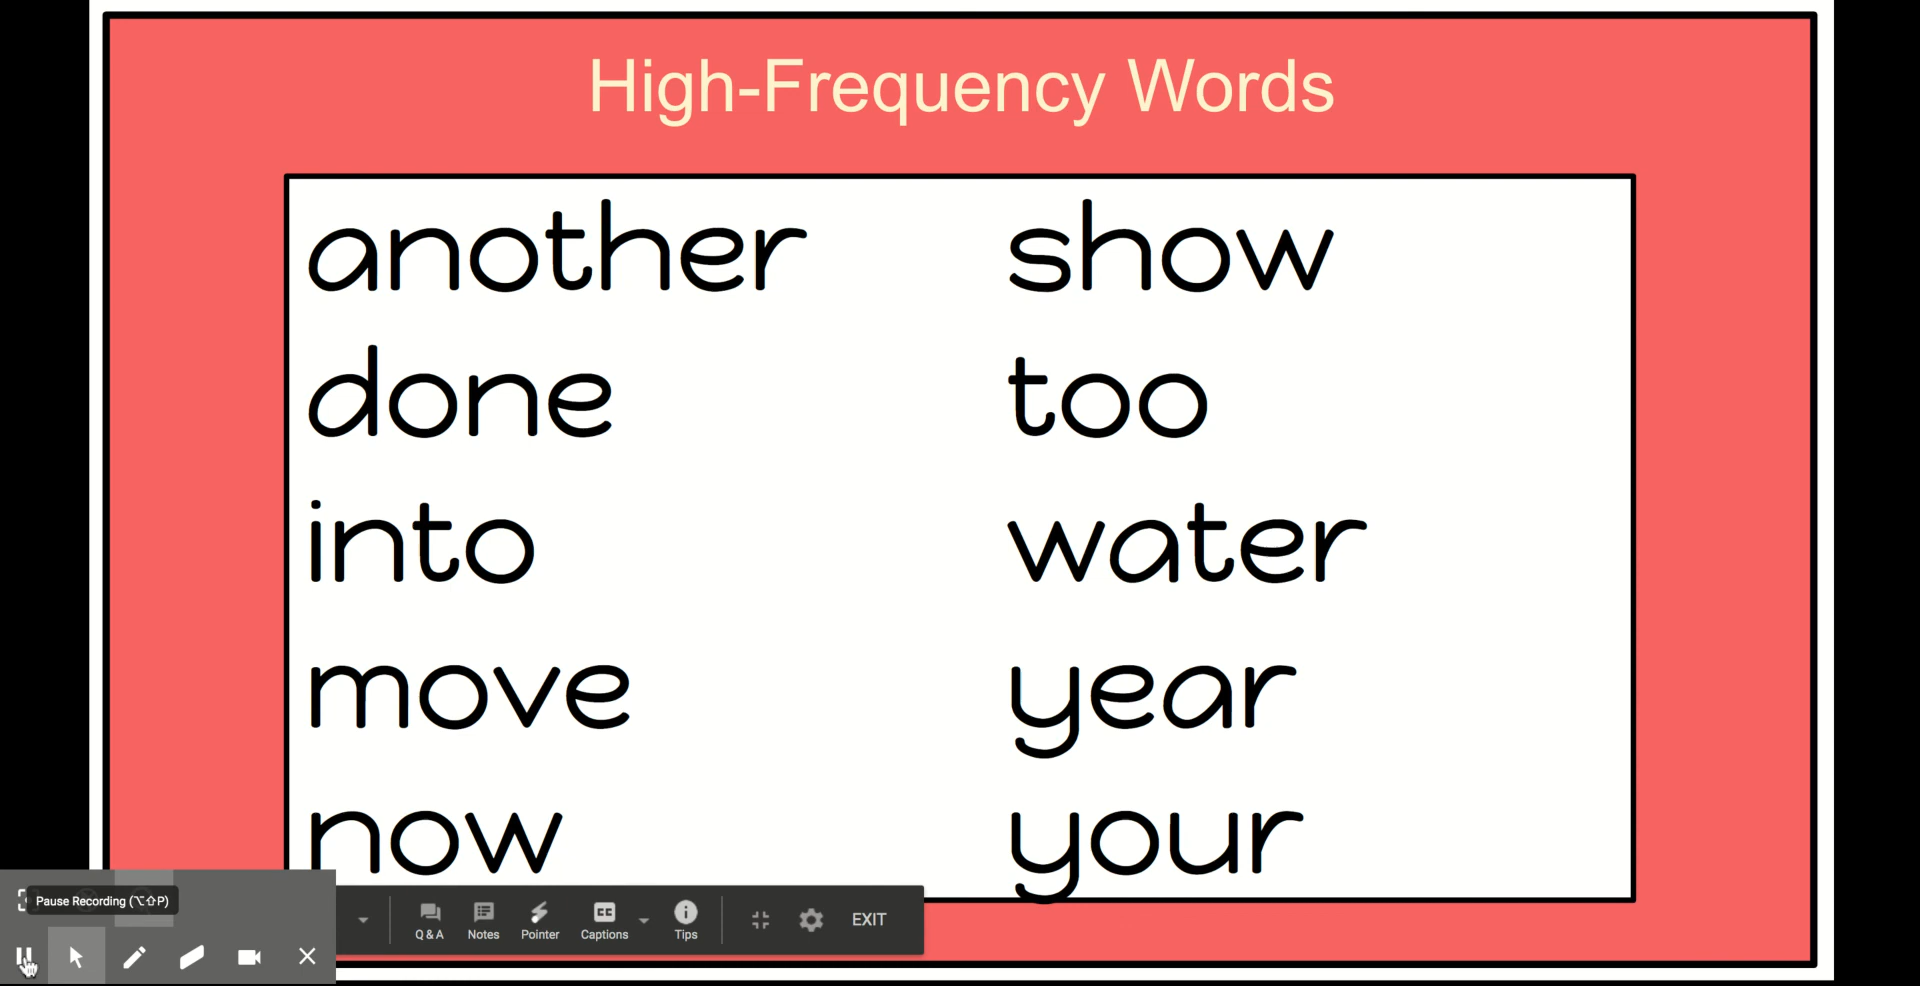 High-Frequency Words
another
done
into
move
now
show
too
water
year
your
Pause Recording (⌥⇧P)
Q & A
Notes
Pointer
CC
Captions
Tips
EXIT